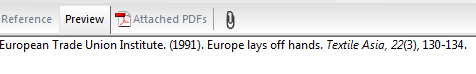 Reference Preview Attached PDFs
European Trade Union Institute. (1991). Europe lays off hands. Textile Asia, 22(3), 130-134.